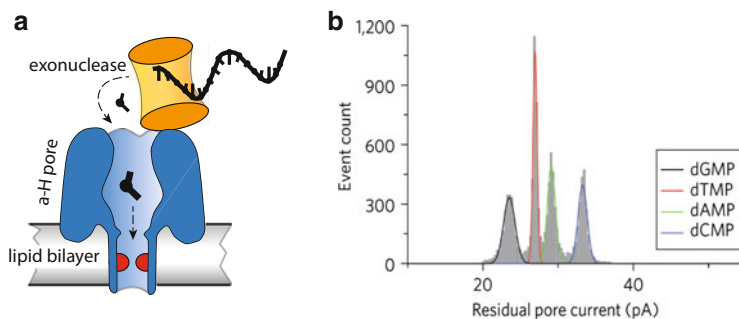 a
exonuclease
a-H pore
lipid bilayer
b
1,200
900
600
300
0
Event count
20
40
Residual pore current (pA)
dGMP
dTMP
dAMP
dCMP